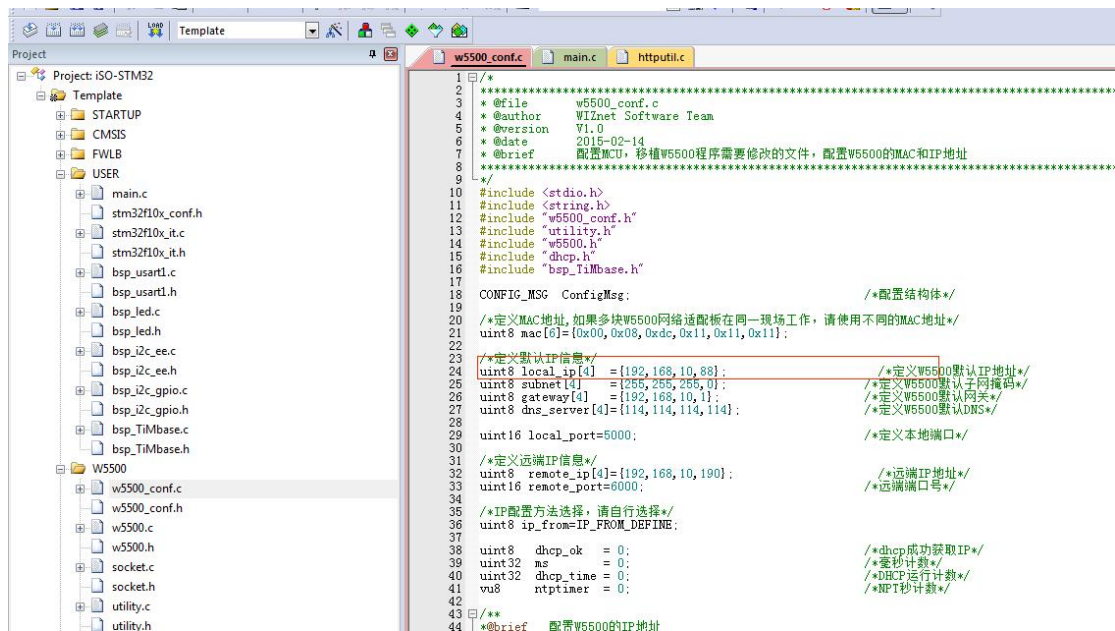 LOAD
Template
Project
Project: iSO-STM32
Template
STARTUP
CMSIS
FWLB
USER
main.c
stm32f10x_conf.h
stm32f10x_it.c
stm32f10x_it.h
bsp_usart1.c
bsp_usart1.h
bsp_led.c
bsp_led.h
bsp_i2c_ee.c
bsp_i2c_ee.h
bsp_i2c_gpio.c
bsp_i2c_gpio.h
bsp_TiMbase.c
bsp_TiMbase.h
W5500
w5500_conf.c
w5500_conf.h
w5500.c
w5500.h
socket.c
socket.h
utility.c
utility.h
w5500_conf.c main.c httputil.c
1 /*
2 ************************************************************************************
3 * @file w5500_conf.c
4 * @author WIZnet Software Team
5 * @version V1.0
6 * @date 2015-02-14
7 * @brief 配置MCU，移植W5500程序需要修改的文件，配置W5500的MAC和IP地址
8 ************************************************************************************
9 */
10 #include <stdio.h>
11 #include <string.h>
12 #include "w5500_conf.h"
13 #include "utility.h"
14 #include "w5500.h"
15 #include "dhcp.h"
16 #include "bsp_TiMbase.h"
17
18 CONFIG_MSG ConfigMsg; /*配置结构体*/
19
20 /*定义MAC地址,如果多块W5500网络适配板在同一现场工作，请使用不同的MAC地址*/
21 uint8 mac[6]={0x00,0x08,0xdc,0x11,0x11,0x11};
22
23 /*定义默认IP信息*/
24 uint8 local_ip[4] ={192,168,10,88}; /*定义W5500默认IP地址*/
25 uint8 subnet[4] ={255,255,255,0}; /*定义W5500默认子网掩码*/
26 uint8 gateway[4] ={192,168,10,1}; /*定义W5500默认网关*/
27 uint8 dns_server[4]={114,114,114,114}; /*定义W5500默认DNS*/
28
29 uint16 local_port=5000; /*定义本地端口*/
30
31 /*定义远端IP信息*/
32 uint8 remote_ip[4]={192,168,10,190}; /*远端IP地址*/
33 uint16 remote_port=6000; /*远端端口号*/
34
35 /*IP配置方法选择，请自行选择*/
36 uint8 ip_from=IP_FROM_DEFINE;
37
38 uint8 dhcp_ok = 0; /*dhcp成功获取IP*/
39 uint32 ms = 0; /*毫秒计数*/
40 uint32 dhcp_time = 0; /*DHCP运行计数*/
41 vu8 ntptimer = 0; /*NPT秒计数*/
42
43 /**
44 *@brief 配置W5500的IP地址